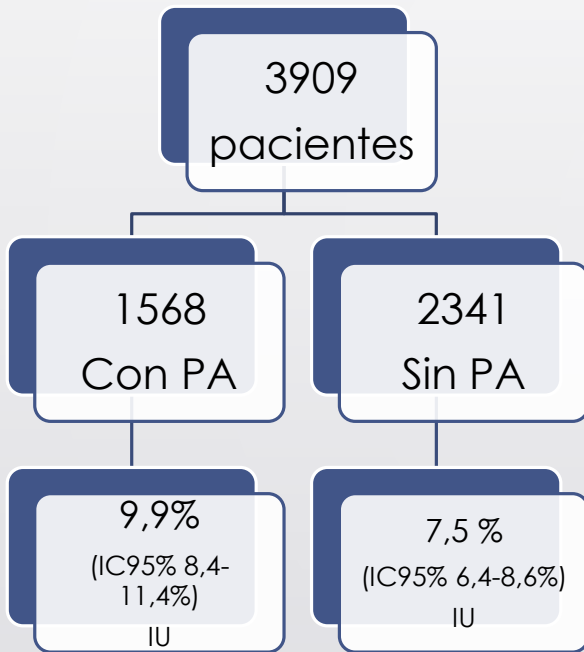 3909
pacientes
1568
Con PA
2341
Sin PA
9,9%
(IC95% 8,4-
11,4%)
IU
7,5 %
(IC95% 6,4-8,6%)
IU